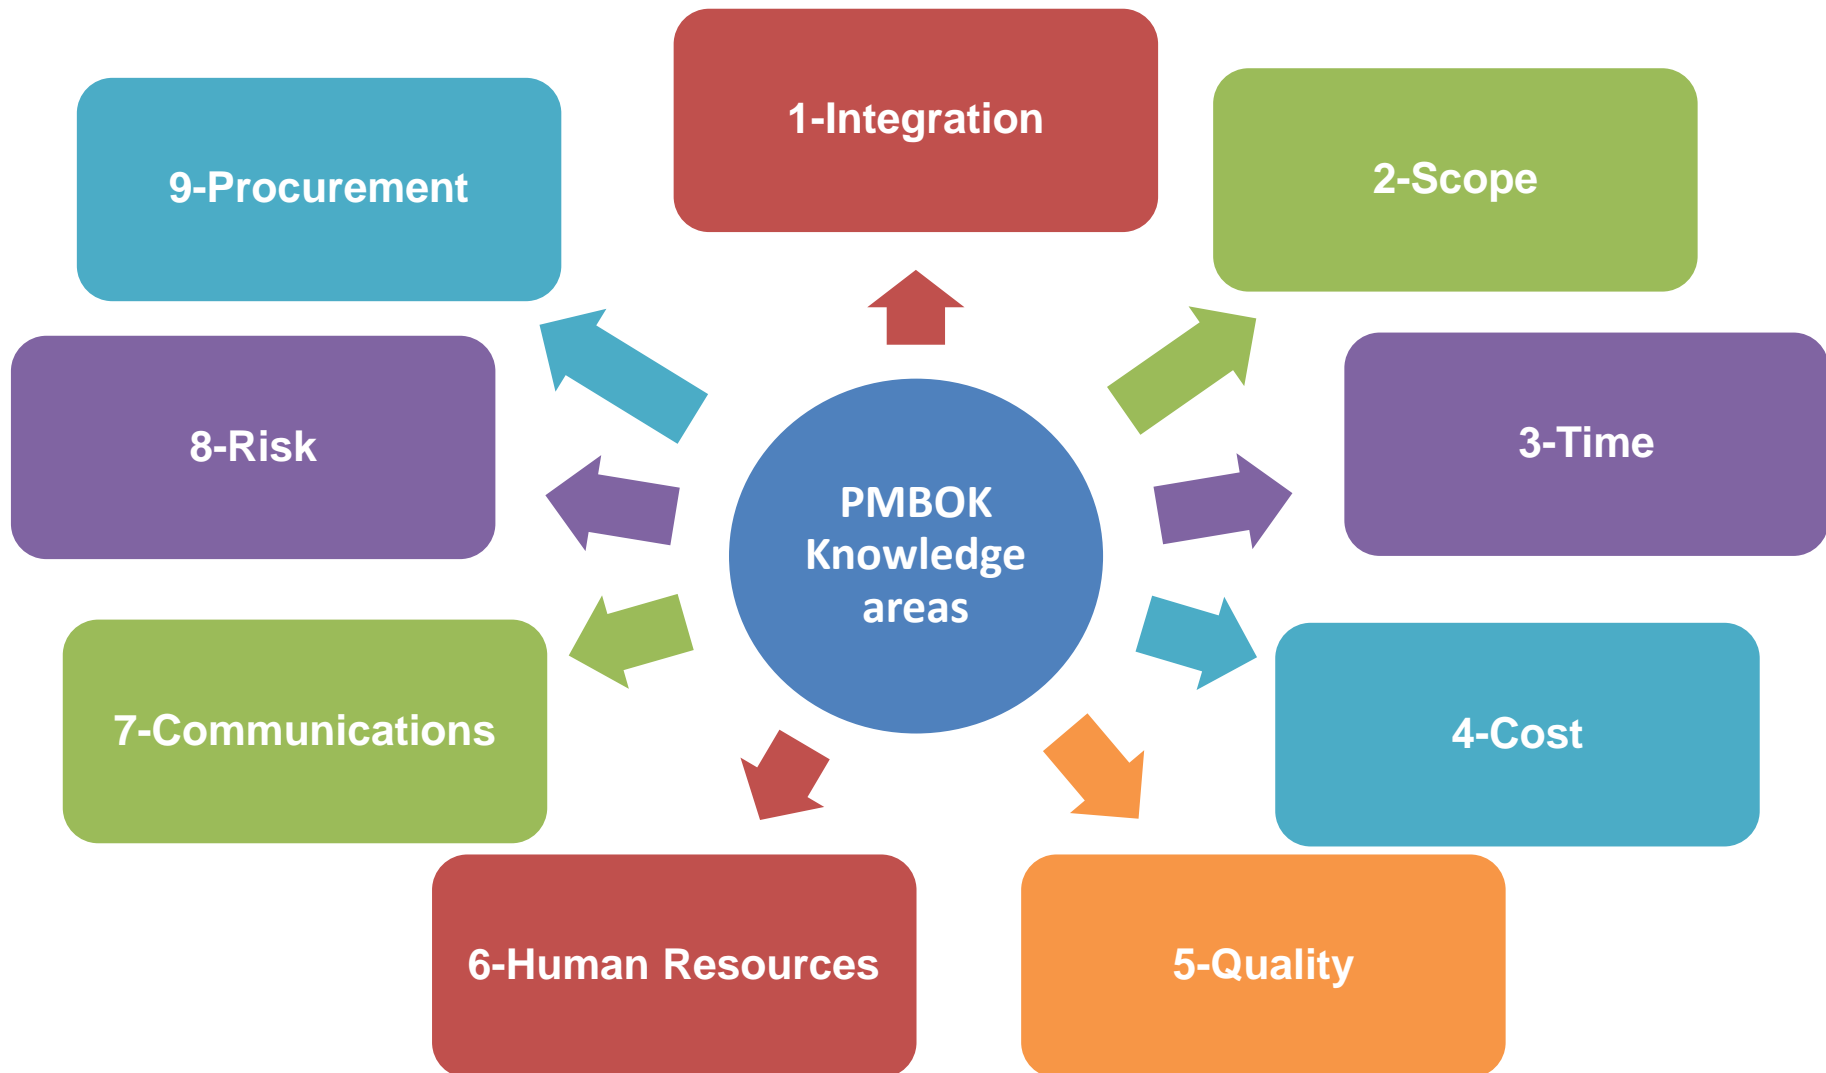 1-Integration
2-Scope
3-Time
4-Cost
5-Quality
6-Human Resources
7-Communications
8-Risk
9-Procurement
PMBOK
Knowledge
areas